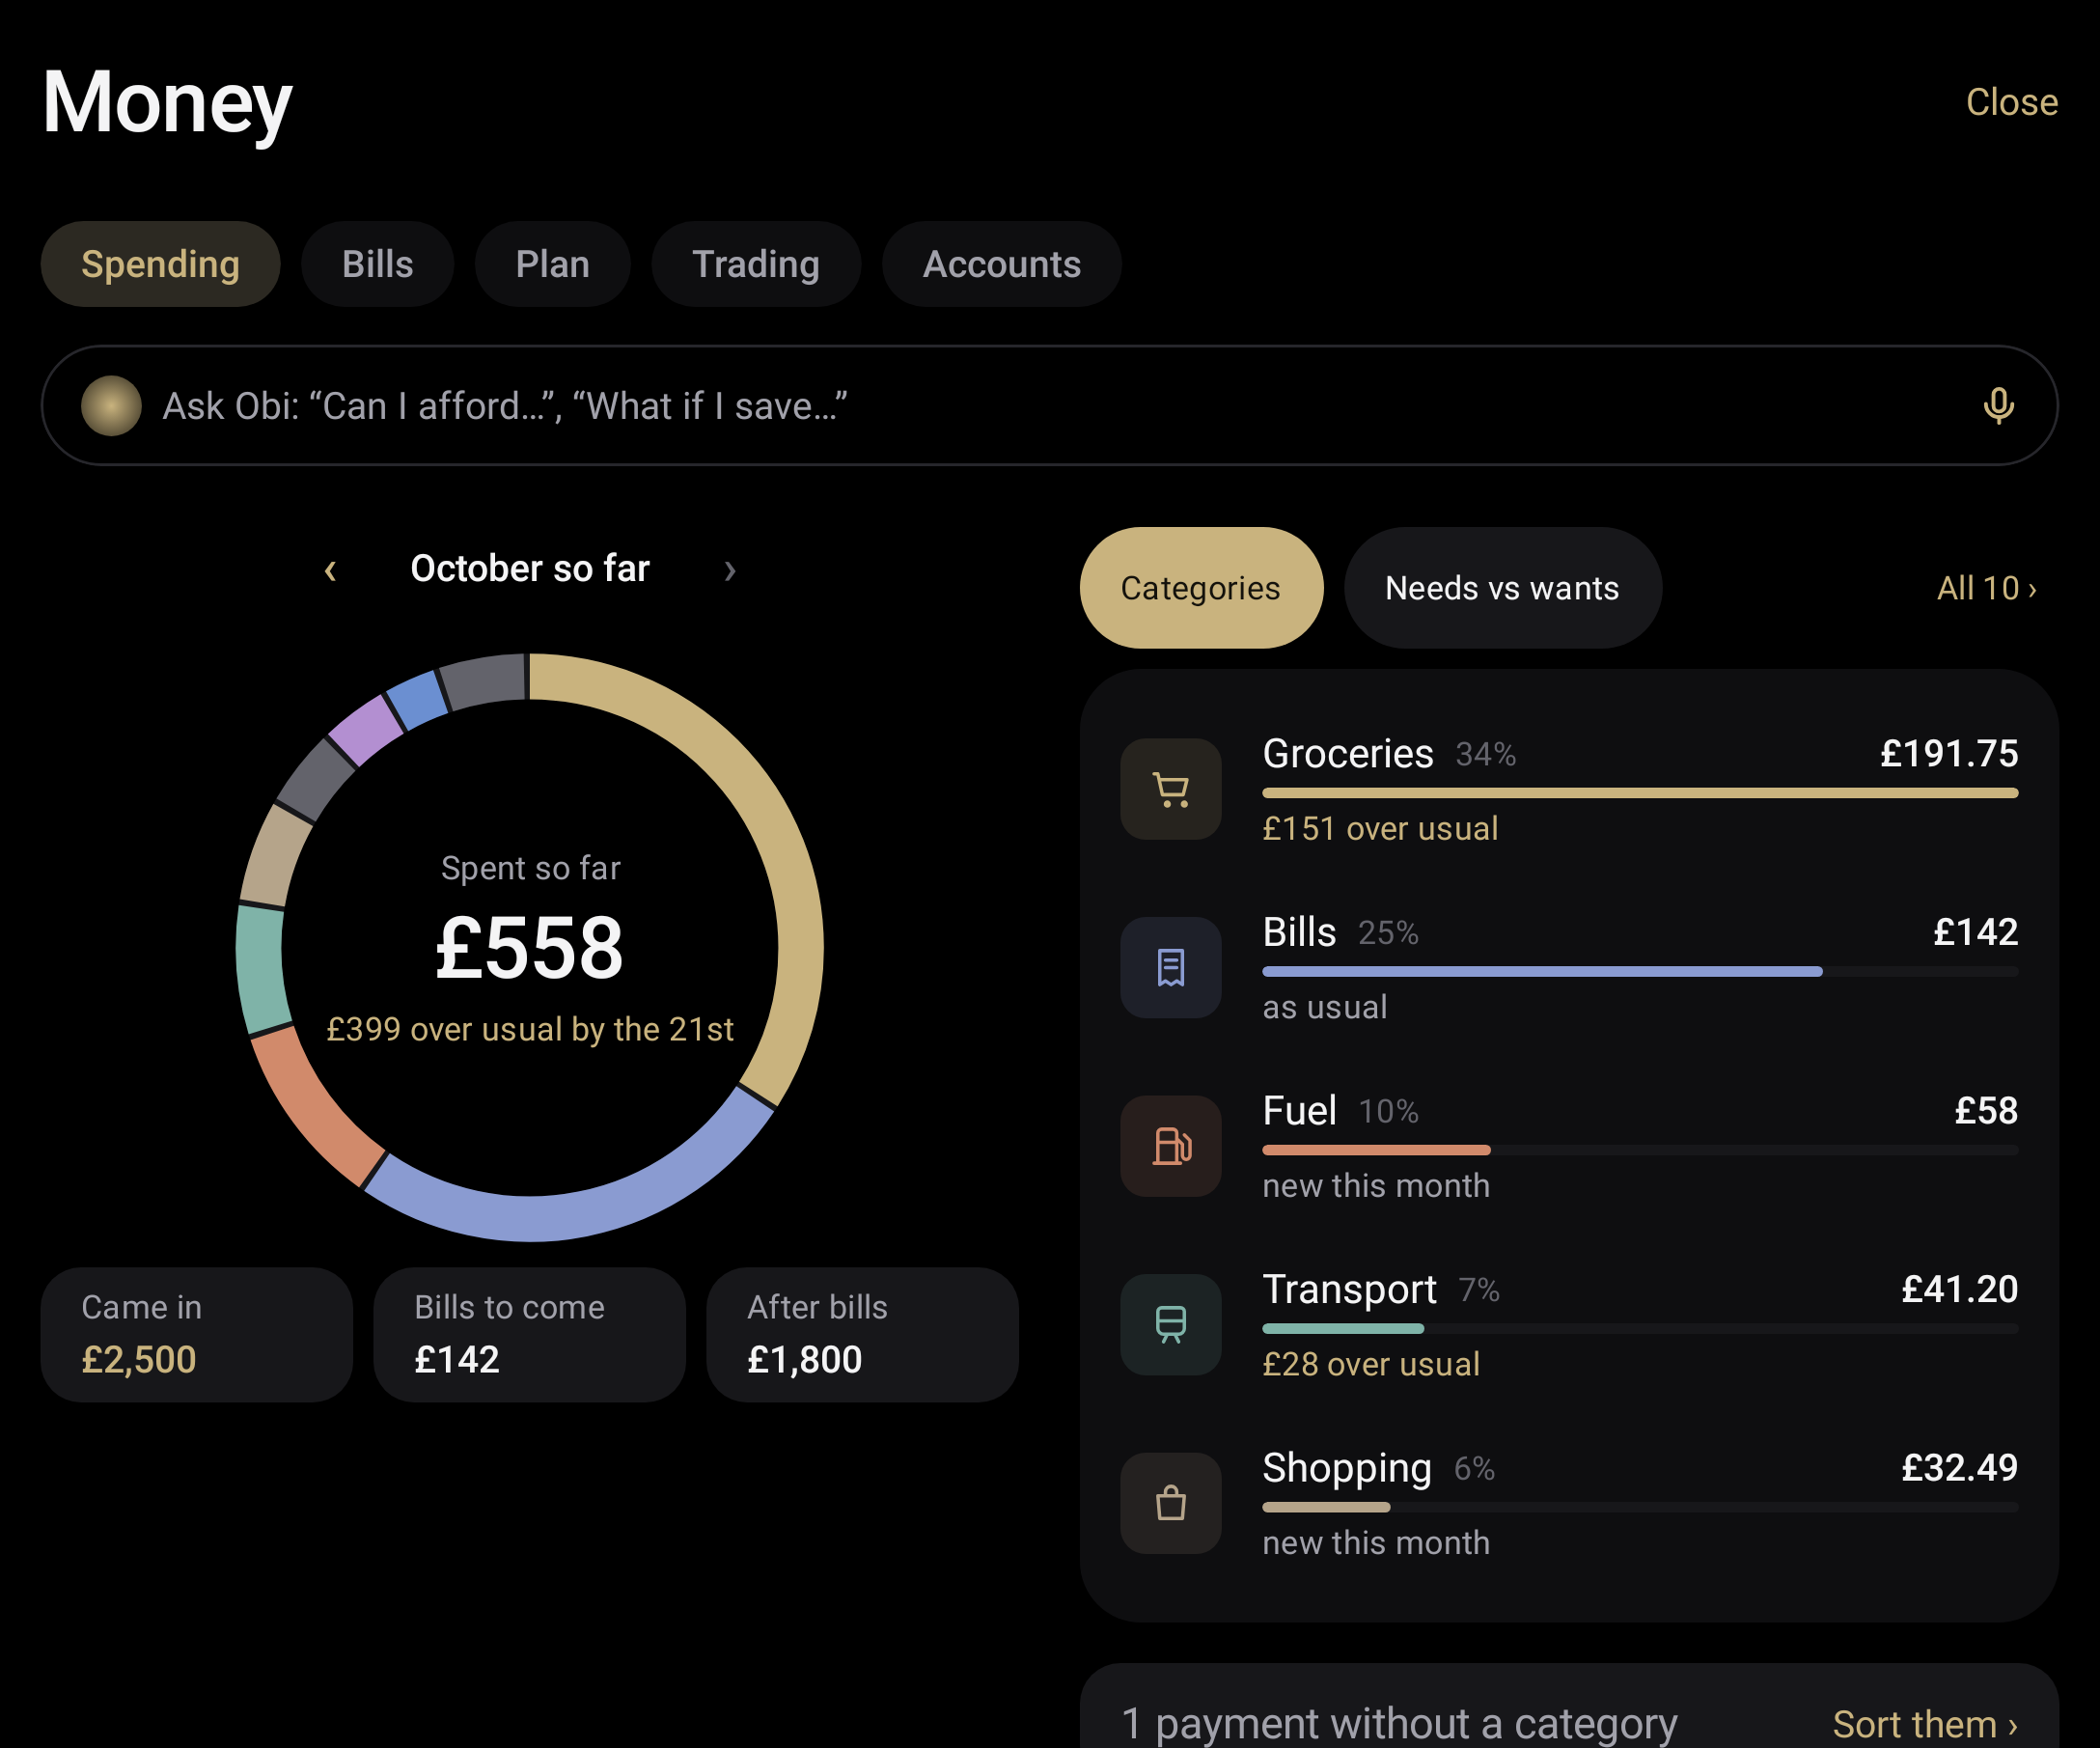 Money
Close
Spending
Bills
Plan
Trading
Accounts
Ask Obi: “Can I afford…”, “What if I save…”
‹ October so far ›
Spent so far
£558
£399 over usual by the 21st
Came in
£2,500
Bills to come
£142
After bills
£1,800
Categories
Needs vs wants
All 10 ›
Groceries 34% £191.75
£151 over usual
Bills 25% £142
as usual
Fuel 10% £58
new this month
Transport 7% £41.20
£28 over usual
Shopping 6% £32.49
new this month
1 payment without a category
Sort them ›